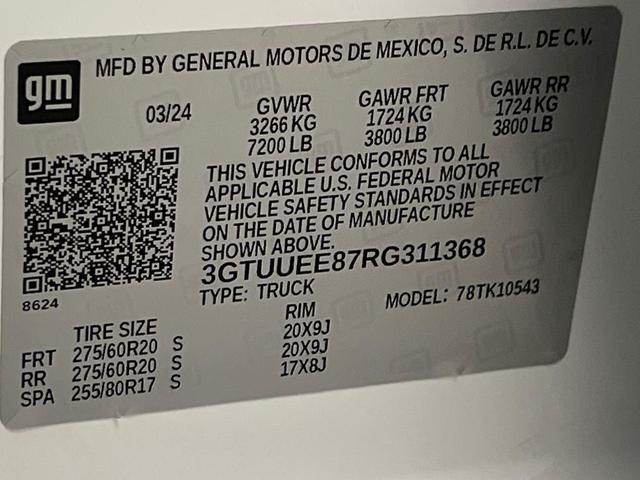 gm
MFD BY GENERAL MOTORS DE MEXICO, S. DE R.L. DE C.V.
03/24
GVWR
3266 KG
7200 LB
GAWR FRT
1724 KG
3800 LB
GAWR RR
1724 KG
3800 LB
THIS VEHICLE CONFORMS TO ALL
APPLICABLE U.S. FEDERAL MOTOR
VEHICLE SAFETY STANDARDS IN EFFECT
ON THE DATE OF MANUFACTURE
SHOWN ABOVE.
3GTUUEE87RG311368
TYPE: TRUCK
MODEL: 78TK10543
8624
TIRE SIZE RIM
FRT 275/60R20 S 20X9J
RR 275/60R20 S 20X9J
SPA 255/80R17 S 17X8J